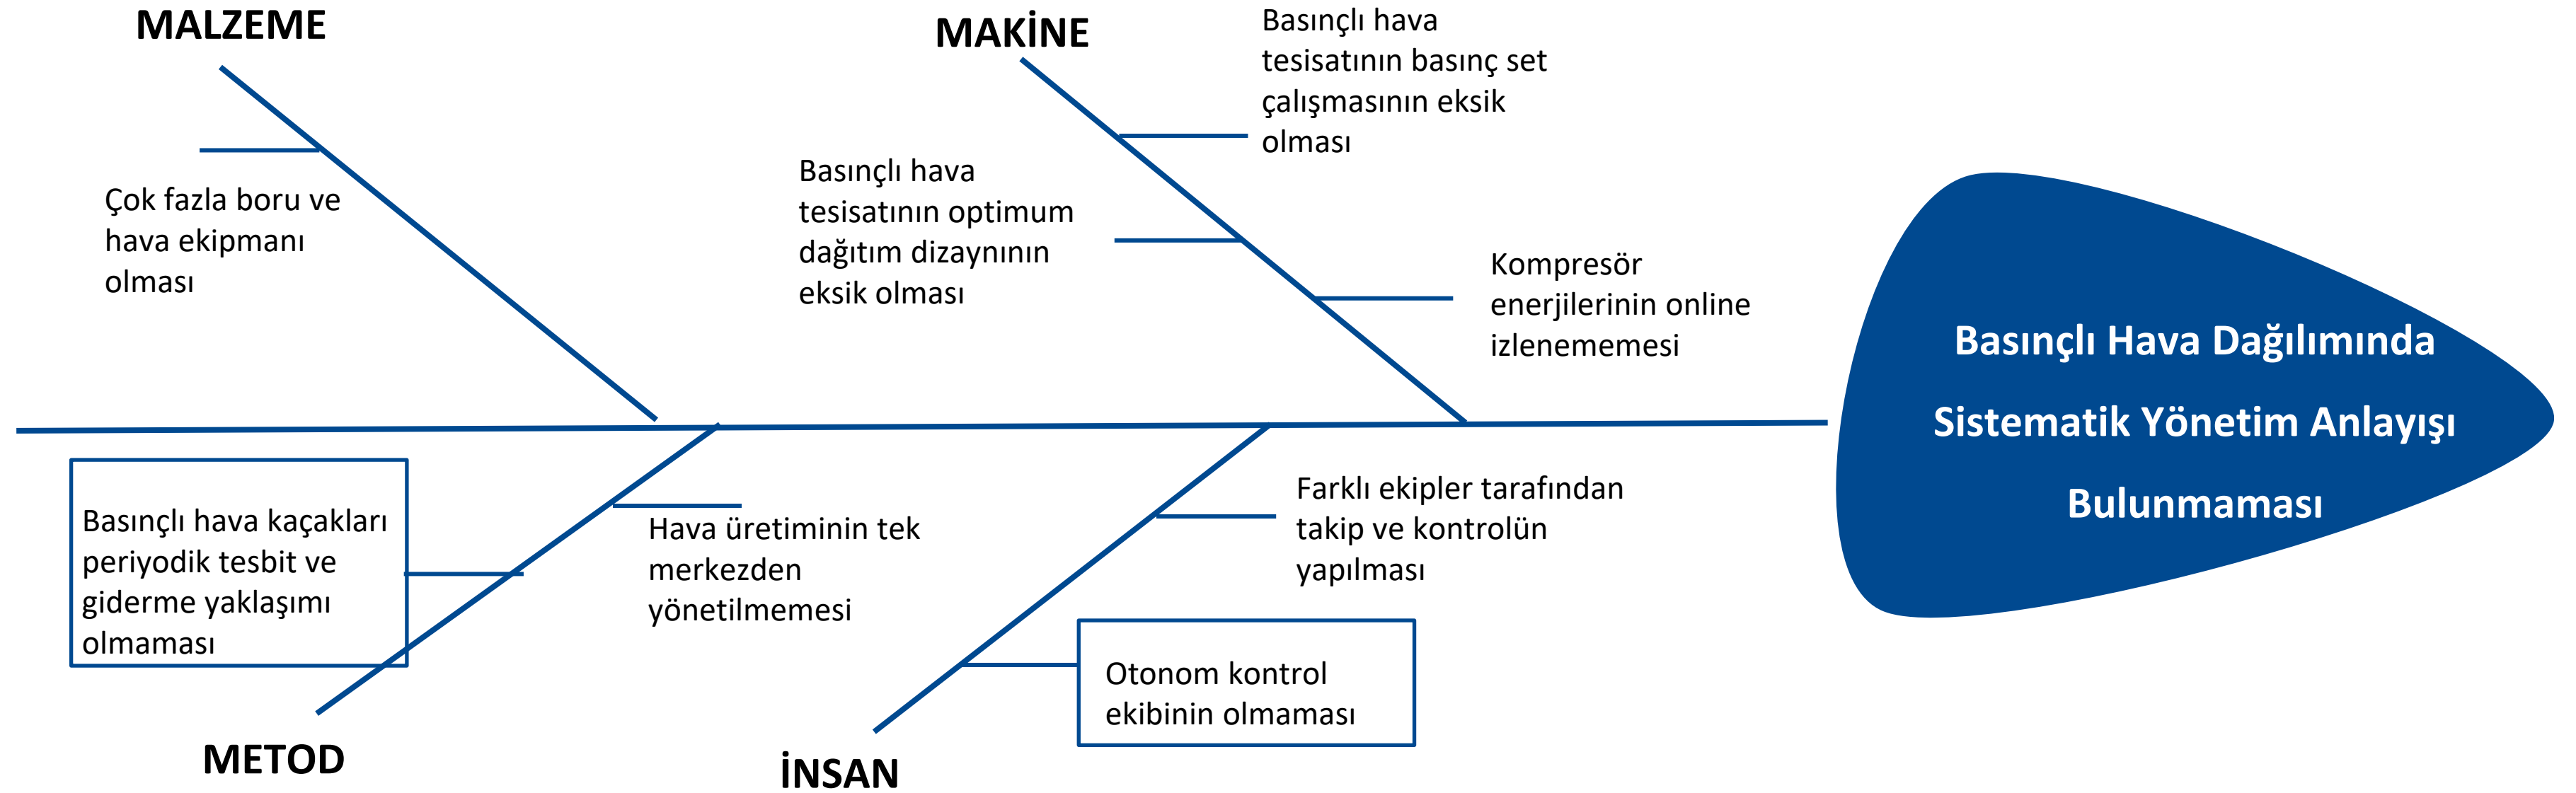 MALZEME
Çok fazla boru ve
hava ekipmanı
olması
MAKİNE
Basınçlı hava
tesisatının basınç set
çalışmasının eksik
olması
Basınçlı hava
tesisatının optimum
dağıtım dizaynının
eksik olması
Kompresör
enerjilerinin online
izlenememesi
Basınçlı Hava Dağılımında
Sistematik Yönetim Anlayışı
Bulunmaması
Basınçlı hava kaçakları
periyodik tesbit ve
giderme yaklaşımı
olmaması
Hava üretiminin tek
merkezden
yönetilmemesi
METOD
Farklı ekipler tarafından
takip ve kontrolün
yapılması
Otonom kontrol
ekibinin olmaması
İNSAN